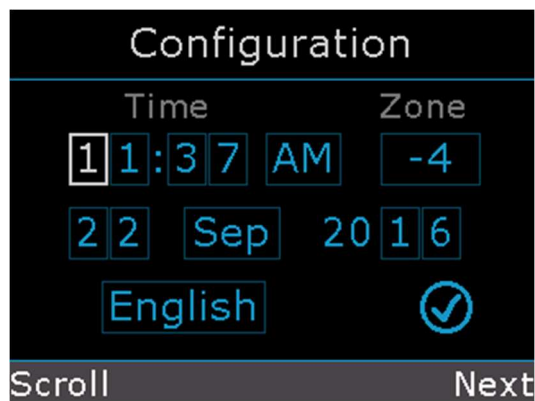 Configuration
Time Zone
11:37 AM -4
22 Sep 2016
English
Scroll Next